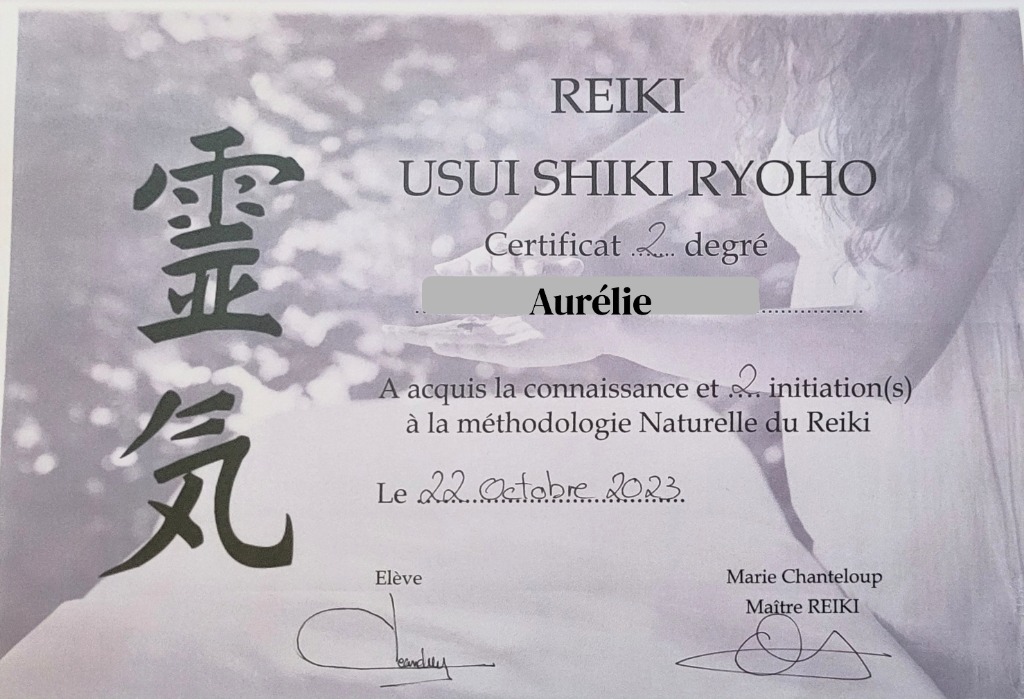 霊気
REIKI
USUI SHIKI RYOHO
Certificat ..2.. degré
Aurélie
A acquis la connaissance et ..2.. initiation(s)
à la méthodologie Naturelle du Reiki
Le 22 Octobre 2023
Elève
Marie Chanteloup
Maître REIKI